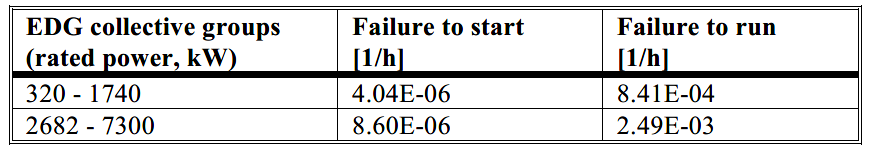 EDG collective groups (rated power, kW) Failure to start [1/h] Failure to run [1/h]
320 - 1740 4.04E-06 8.41E-04
2682 - 7300 8.60E-06 2.49E-03